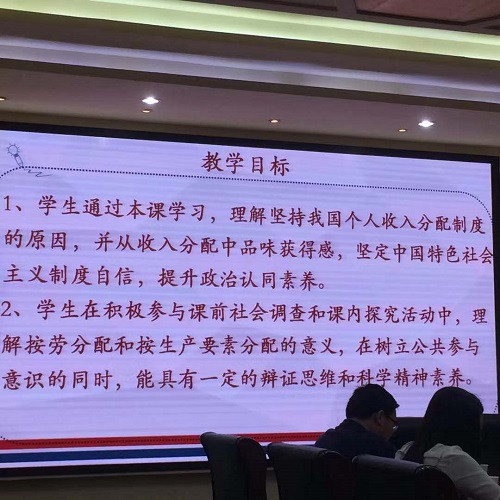 教学目标
1、学生通过本课学习，理解坚持我国个人收入分配制度
的原因，并从收入分配中品味获得感，坚定中国特色社会
主义制度自信，提升政治认同素养。
2、学生在积极参与课前社会调查和课内探究活动中，理
解按劳分配和按生产要素分配的意义，在树立公共参与
意识的同时，能具有一定的辩证思维和科学精神素养。